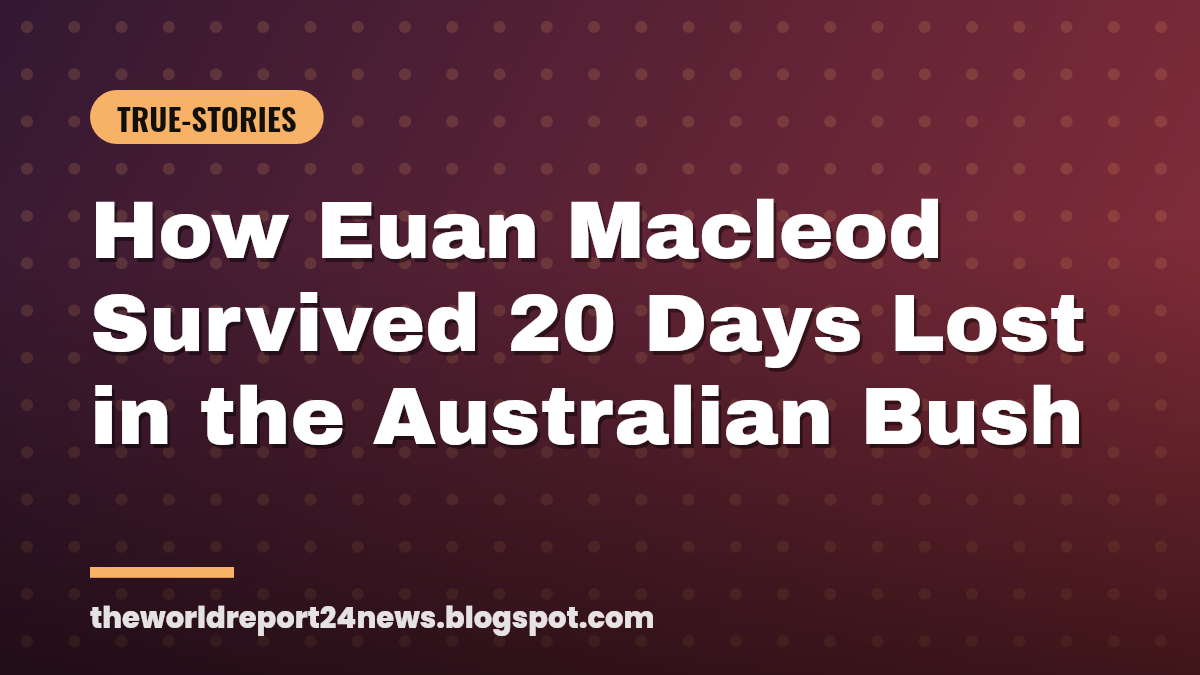 TRUE-STORIES
How Euan Macleod
Survived 20 Days Lost
in the Australian Bush
theworldreport24news.blogspot.com